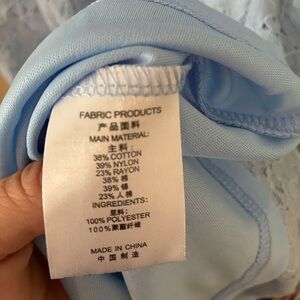 FABRIC PRODUCTS
产品面料
MAIN MATERIAL:
主料:
38% COTTON
39% NYLON
23% RAYON
38% 棉
39% 锦
23% 人棉
INGREDIENTS:
里料:
100% POLYESTER
100% 聚酯纤维
MADE IN CHINA
中国制造